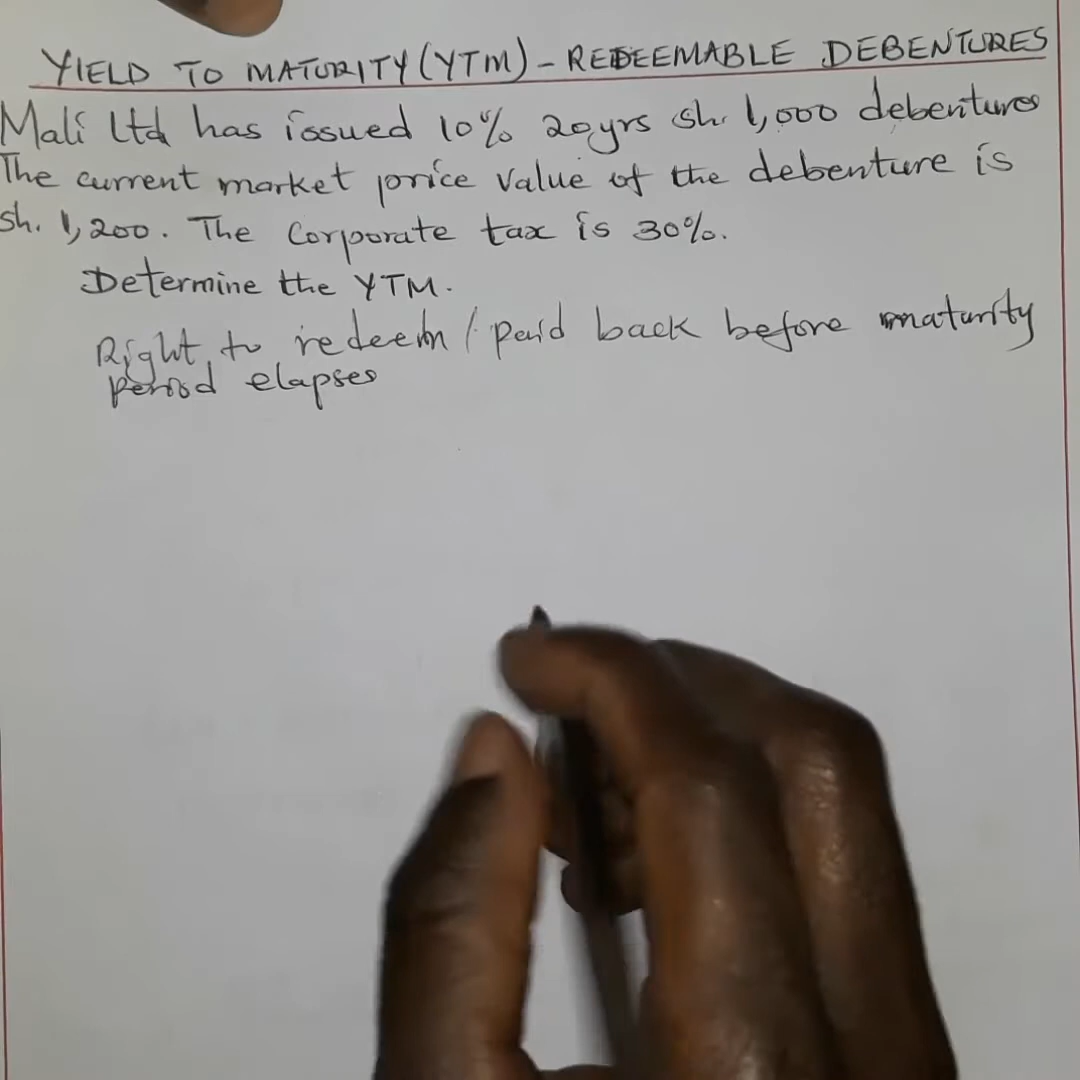 YIELD TO MATURITY (YTM) - REDEEMABLE DEBENTURES
Mali Ltd has issued 10% 20yrs sh. 1,000 debentures
The current market price value of the debenture is
sh. 1,200. The Corporate tax is 30%.
Determine the YTM.
Right to redeem / paid back before maturity
period elapses